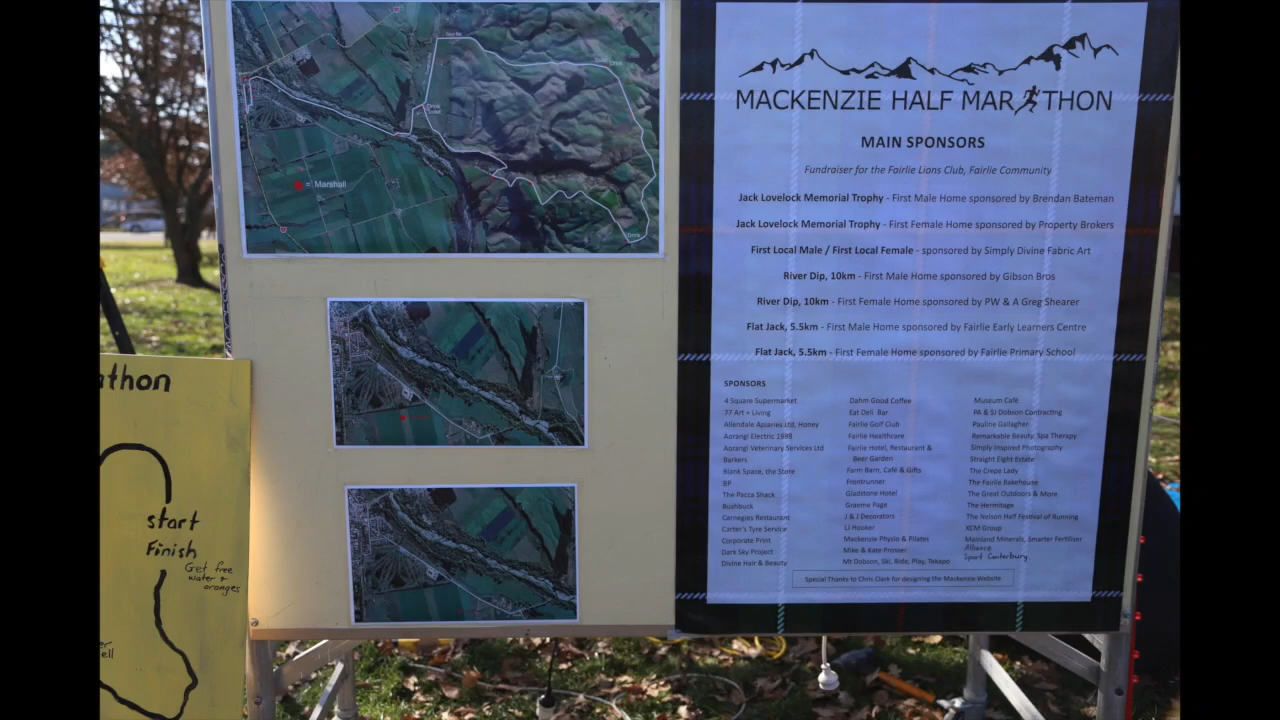 Drink
= Marshall
Drink
MACKENZIE HALF MARATHON
MAIN SPONSORS
Fundraiser for the Fairlie Lions Club, Fairlie Community
Jack Lovelock Memorial Trophy - First Male Home sponsored by Brendan Bateman
Jack Lovelock Memorial Trophy - First Female Home sponsored by Property Brokers
First Local Male / First Local Female - sponsored by Simply Divine Fabric Art
River Dip, 10km - First Male Home sponsored by Gibson Bros
River Dip, 10km - First Female Home sponsored by PW & A Greg Shearer
Flat Jack, 5.5km - First Male Home sponsored by Fairlie Early Learners Centre
Flat Jack, 5.5km - First Female Home sponsored by Fairlie Primary School
SPONSORS
4 Square Supermarket
77 Art + Living
Allendale Apiaries Ltd, Honey
Aorangi Electric 1998
Aorangi Veterinary Services Ltd
Barkers
Blank Space, the Store
BP
The Pacca Shack
Bushbuck
Carnegies Restaurant
Carter's Tyre Service
Corporate Print
Dark Sky Project
Divine Hair & Beauty
Dahm Good Coffee
Eat Deli Bar
Fairlie Golf Club
Fairlie Healthcare
Fairlie Hotel, Restaurant &
Beer Garden
Farm Barn, Café & Gifts
Frontrunner
Gladstone Hotel
Graeme Page
J & J Decorators
LJ Hooker
Mackenzie Physio & Pilates
Mike & Kate Prosser
Mt Dobson, Ski, Ride, Play, Tekapo
Museum Café
PA & SJ Dobson Contracting
Pauline Gallagher
Remarkable Beauty, Spa Therapy
Simply Inspired Photography
Straight Eight Estate
The Crepe Lady
The Fairlie Bakehouse
The Great Outdoors & More
The Hermitage
The Nelson Half Festival of Running
XCM Group
Mainland Minerals, Smarter Fertiliser
Alliance
Sport Canterbury
Special Thanks to Chris Clark for designing the Mackenzie Website
athon
start
Finish
Get free
water +
oranges
er
ell